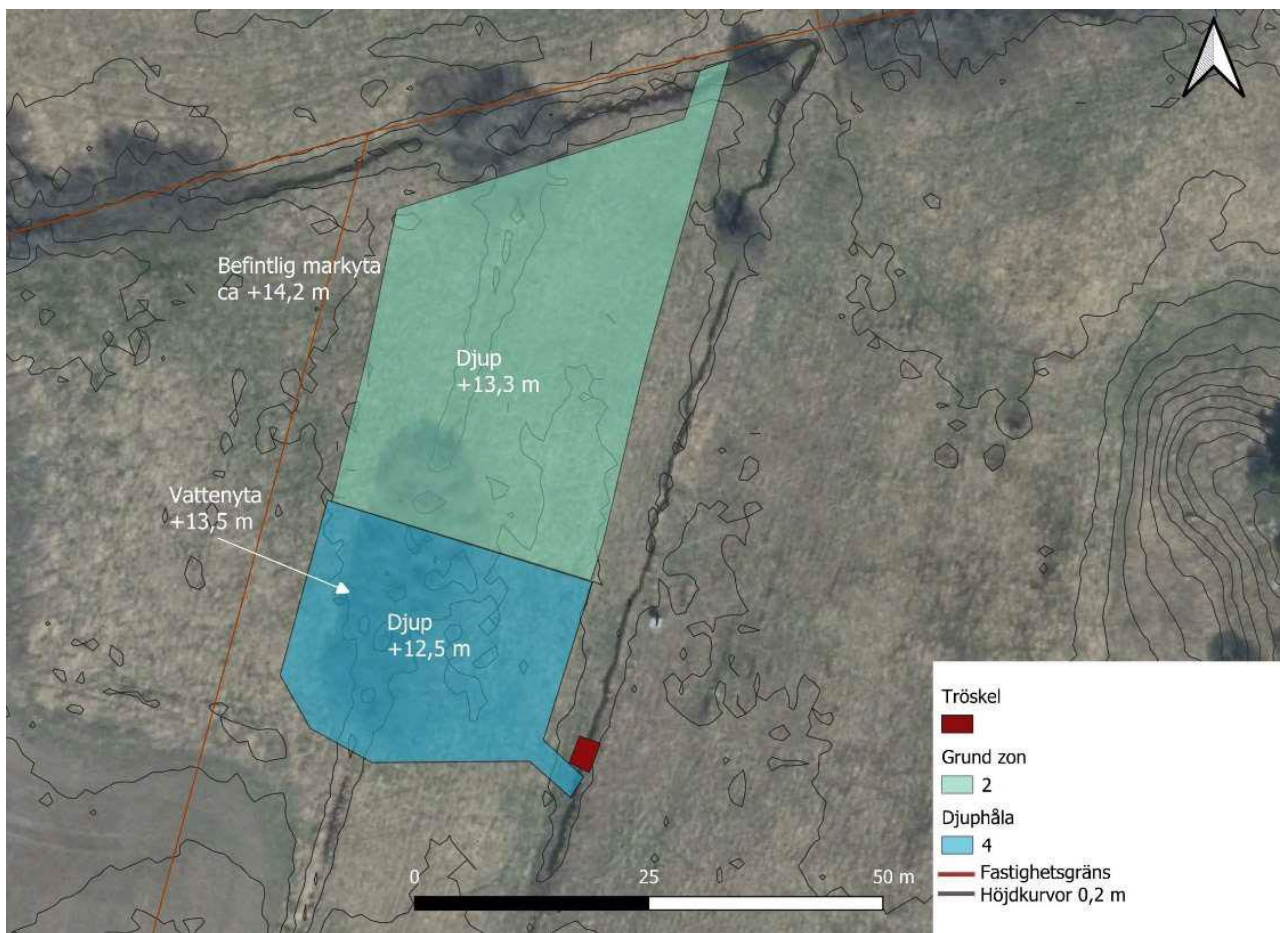 Befintlig markyta
ca +14,2 m
Djup
+13,3 m
Vattenyta
+13,5 m
Djup
+12,5 m
0 25 50 m
Tröskel
Grund zon
2
Djuphåla
4
Fastighetsgräns
Höjdkurvor 0,2 m